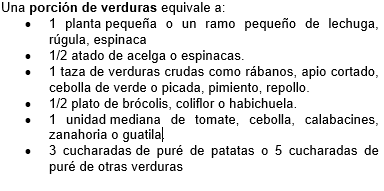 Una porción de verduras equivale a:
• 1 planta pequeña o un ramo pequeño de lechuga,
rúgula, espinaca
• 1/2 atado de acelga o espinacas.
• 1 taza de verduras crudas como rábanos, apio cortado,
cebolla de verde o picada, pimiento, repollo.
• 1/2 plato de brócolis, coliflor o habichuela.
• 1 unidad mediana de tomate, cebolla, calabacines,
zanahoria o guatila
• 3 cucharadas de puré de patatas o 5 cucharadas de
puré de otras verduras